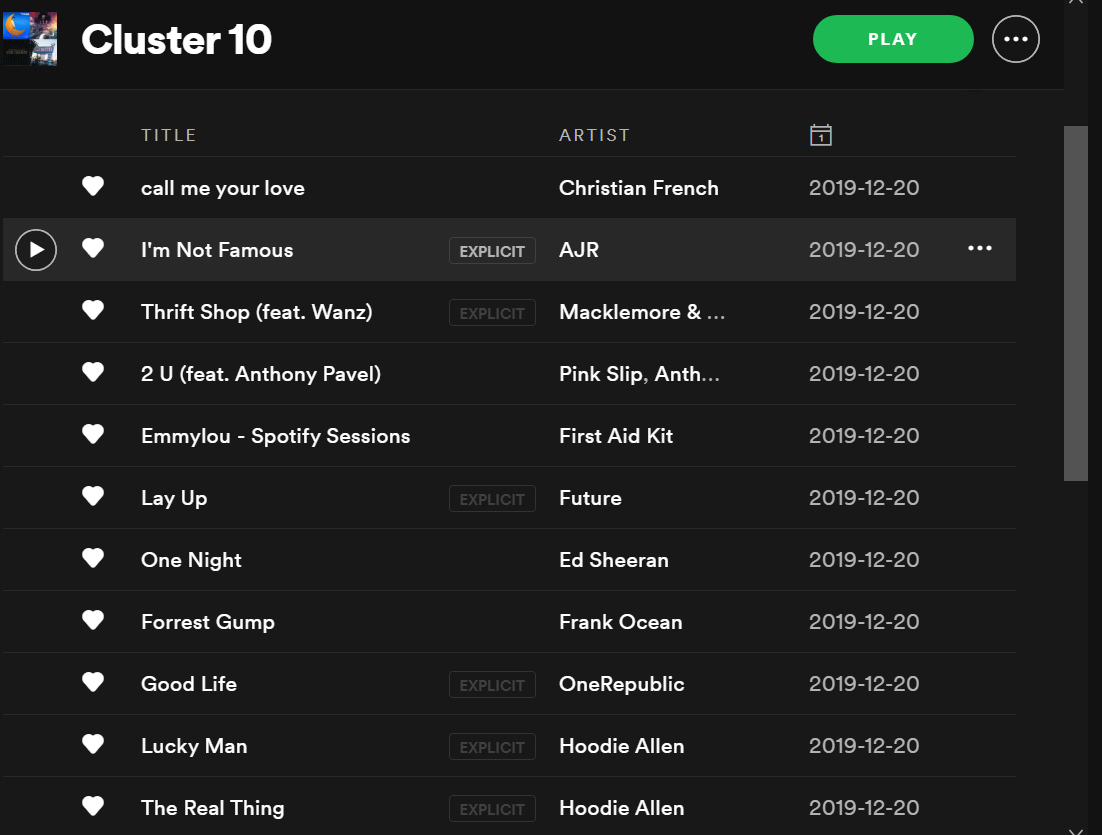 Cluster 10
PLAY
TITLE ARTIST 1
call me your love Christian French 2019-12-20
I'm Not Famous EXPLICIT AJR 2019-12-20
Thrift Shop (feat. Wanz) EXPLICIT Macklemore & ... 2019-12-20
2 U (feat. Anthony Pavel) Pink Slip, Anth... 2019-12-20
Emmylou - Spotify Sessions First Aid Kit 2019-12-20
Lay Up EXPLICIT Future 2019-12-20
One Night Ed Sheeran 2019-12-20
Forrest Gump Frank Ocean 2019-12-20
Good Life EXPLICIT OneRepublic 2019-12-20
Lucky Man EXPLICIT Hoodie Allen 2019-12-20
The Real Thing EXPLICIT Hoodie Allen 2019-12-20